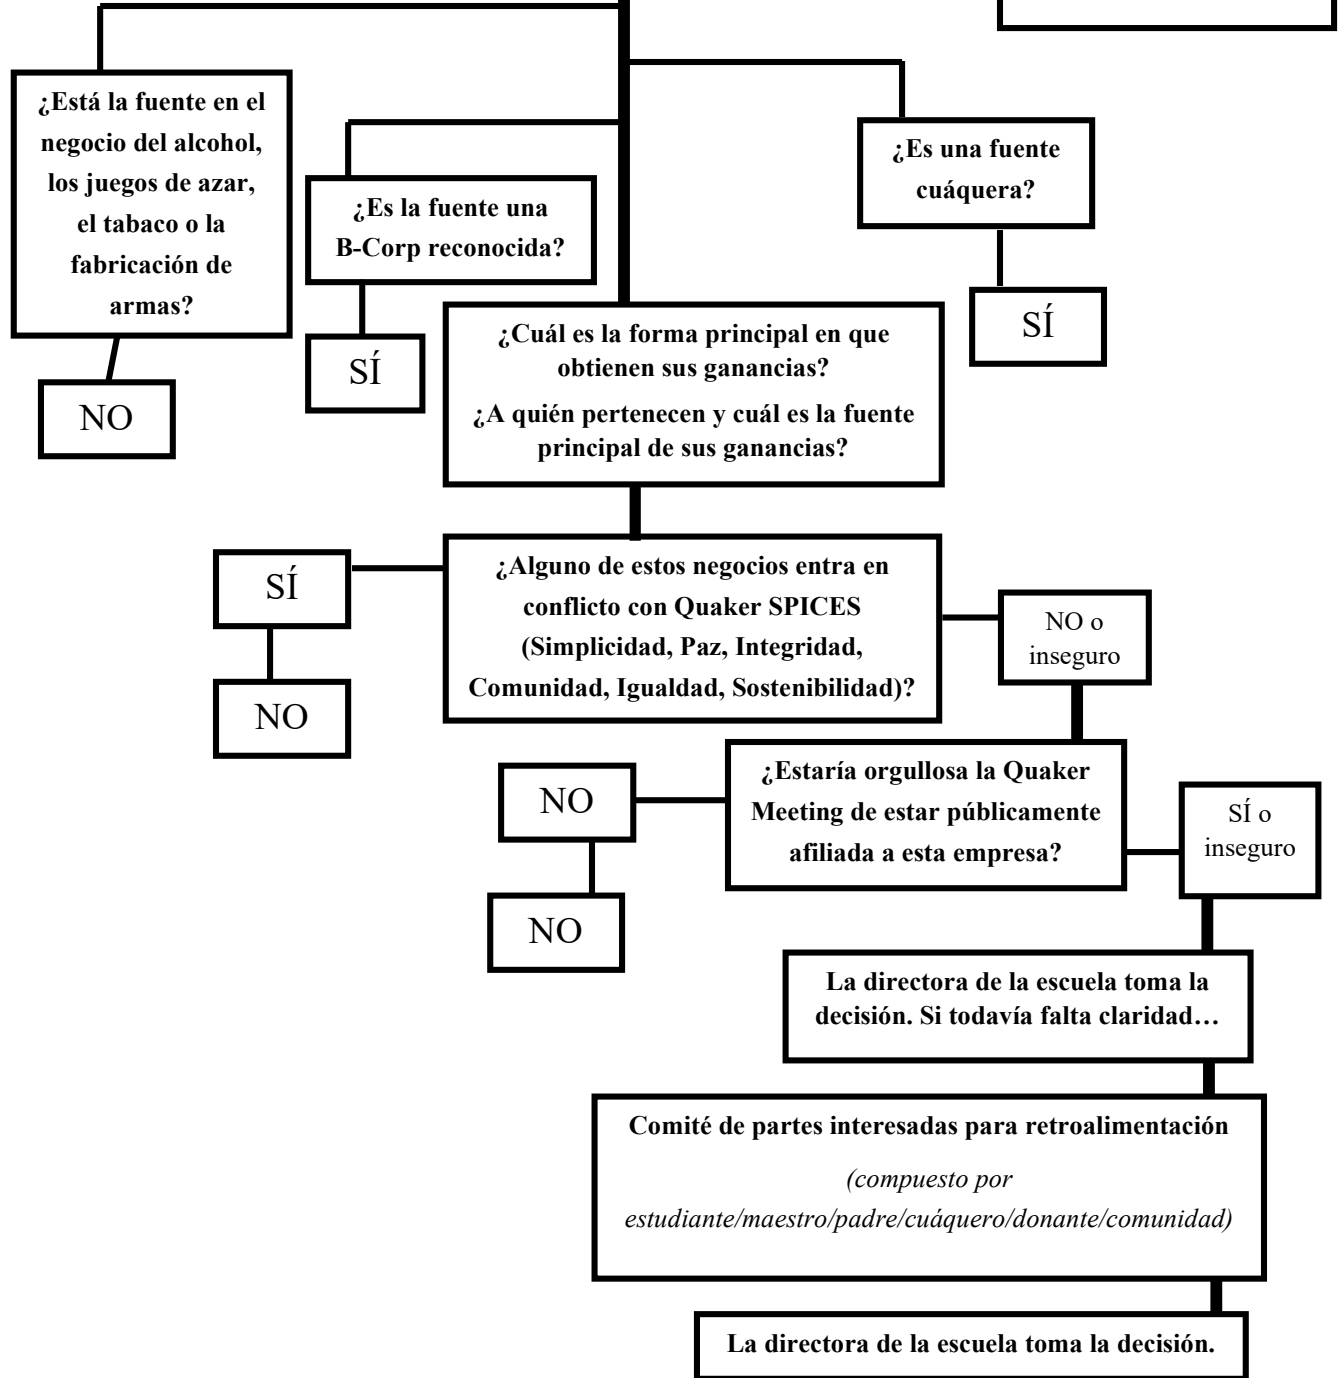 ¿Está la fuente en el
negocio del alcohol,
los juegos de azar,
el tabaco o la
fabricación de
armas?
NO
¿Es la fuente una
B-Corp reconocida?
SÍ
¿Es una fuente
cuáquera?
SÍ
¿Cuál es la forma principal en que
obtienen sus ganancias?
¿A quién pertenecen y cuál es la fuente
principal de sus ganancias?
¿Alguno de estos negocios entra en
conflicto con Quaker SPICES
(Simplicidad, Paz, Integridad,
Comunidad, Igualdad, Sostenibilidad)?
SÍ
NO
NO o
inseguro
¿Estaría orgullosa la Quaker
Meeting de estar públicamente
afiliada a esta empresa?
NO
NO
SÍ o
inseguro
La directora de la escuela toma la
decisión. Si todavía falta claridad…
Comité de partes interesadas para retroalimentación
(compuesto por
estudiante/maestro/padre/cuáquero/donante/comunidad)
La directora de la escuela toma la decisión.